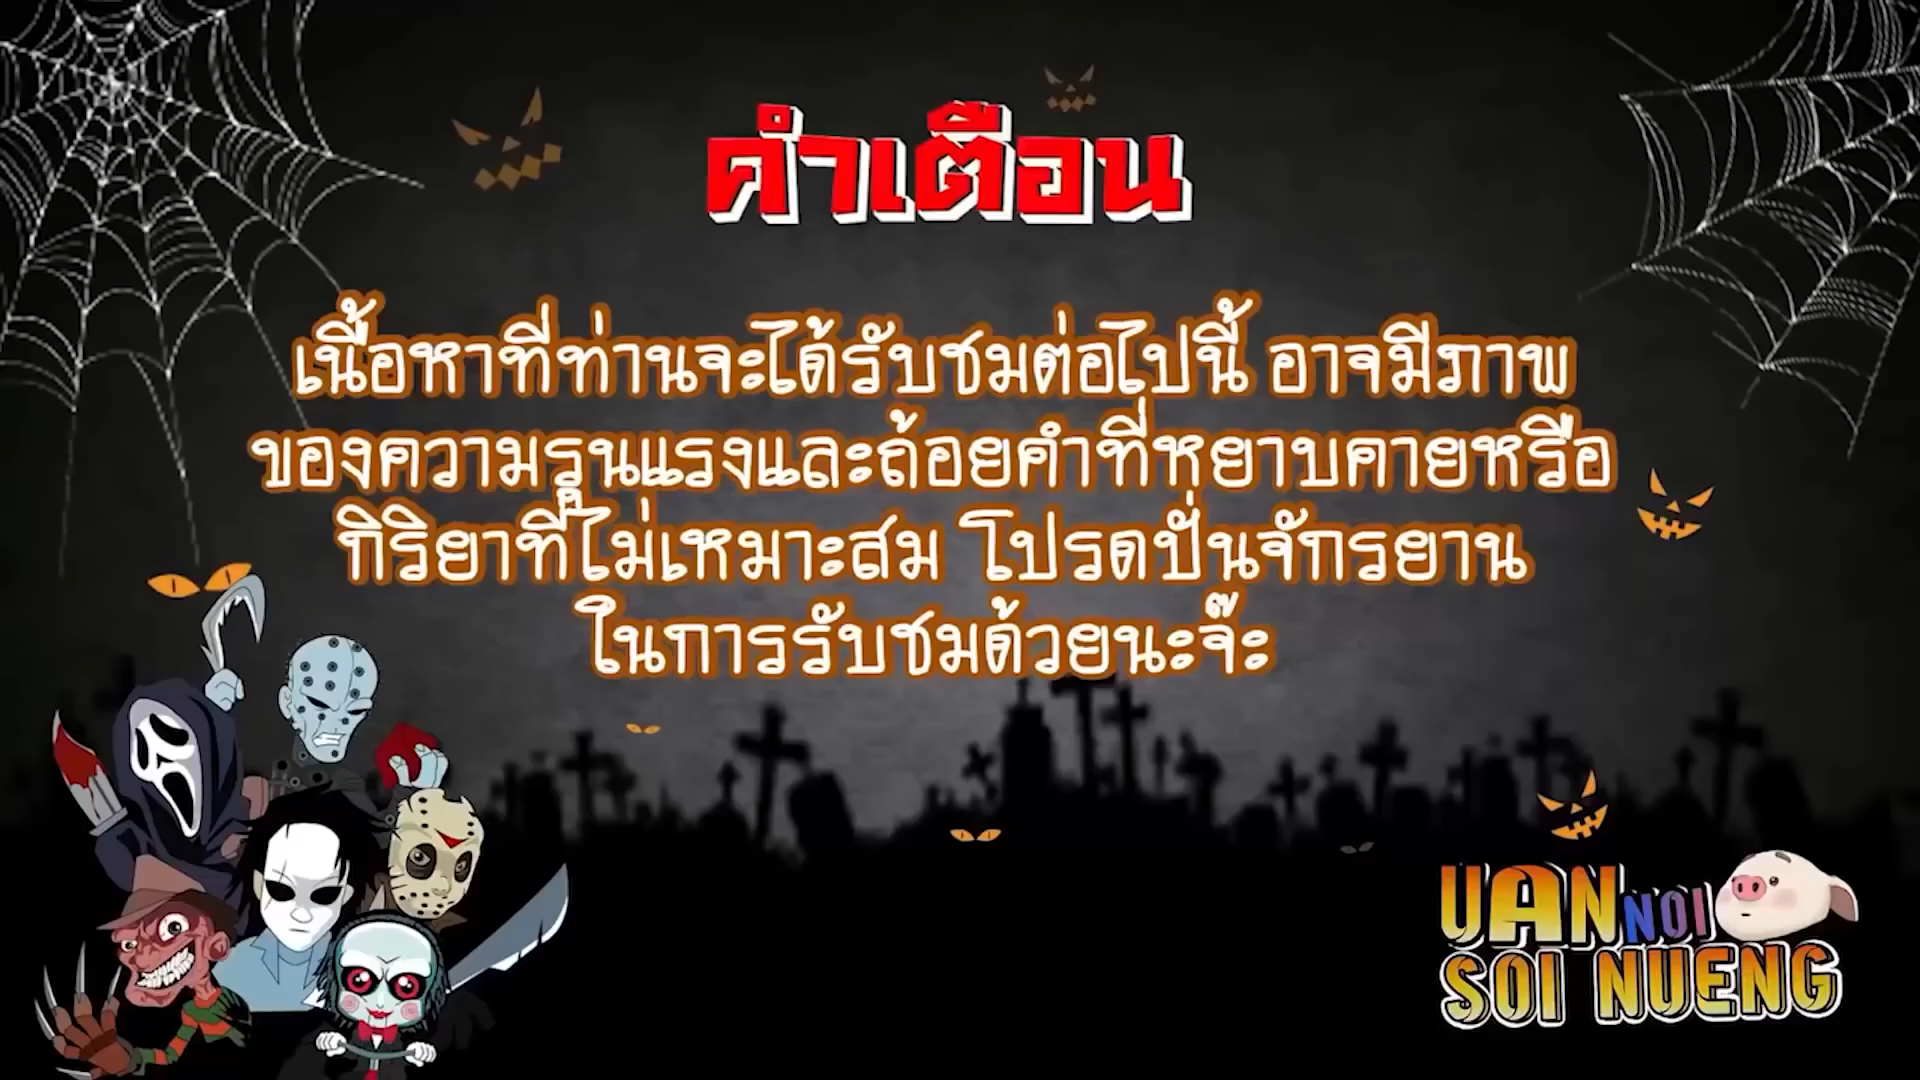 คำเตือน
เนื้อหาที่ท่านจะได้รับชมต่อไปนี้ อาจมีภาพ
ของความรุนแรงและถ้อยคำที่หยาบคายหรือ
กิริยาที่ไม่เหมาะสม โปรดปั่นจักรยาน
ในการรับชมด้วยนะจ๊ะ
UAN NOI
SOI NUENG